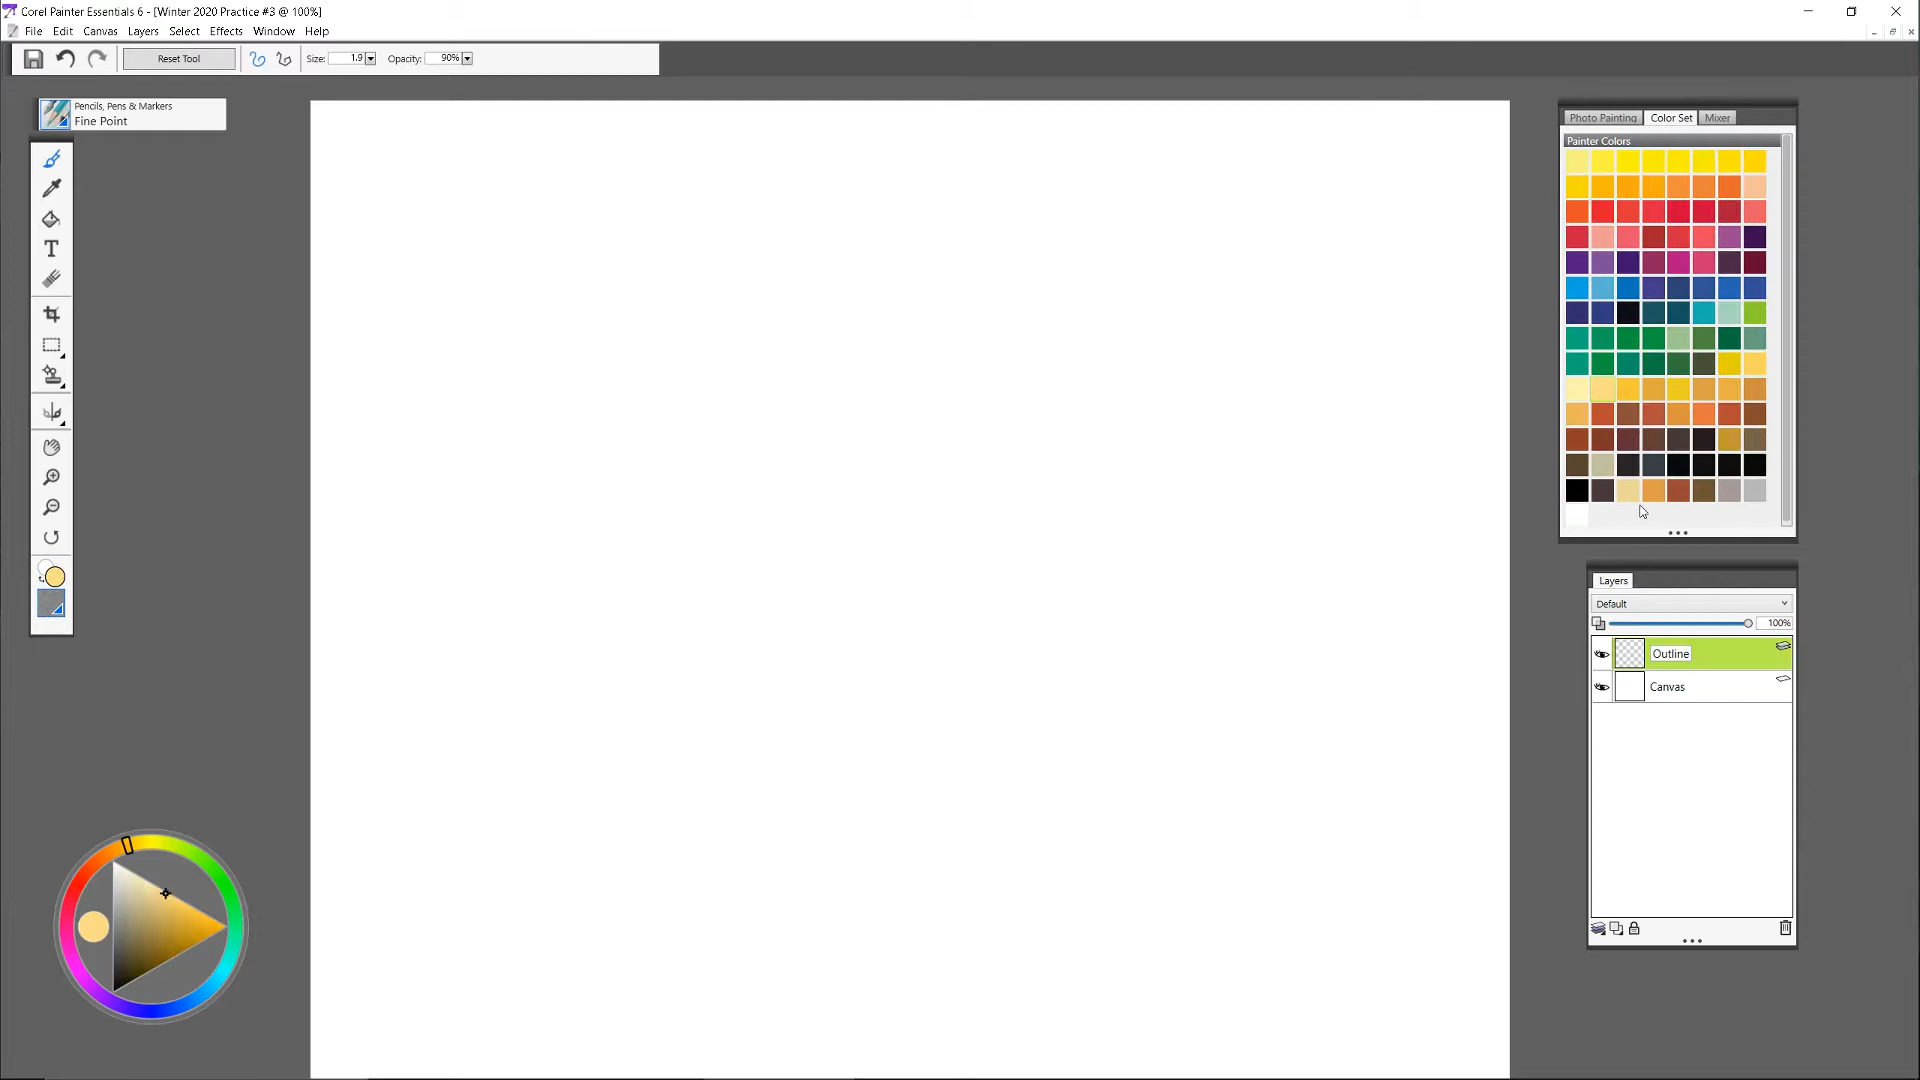 Corel Painter Essentials 6 - [Winter 2020 Practice #3 @ 100%]
File Edit Canvas Layers Select Effects Window Help
Reset Tool Size: 1.9 Opacity: 90%
Pencils, Pens & Markers
Fine Point
T
Photo Painting Color Set Mixer
Painter Colors
Layers
Default
100%
Outline
Canvas